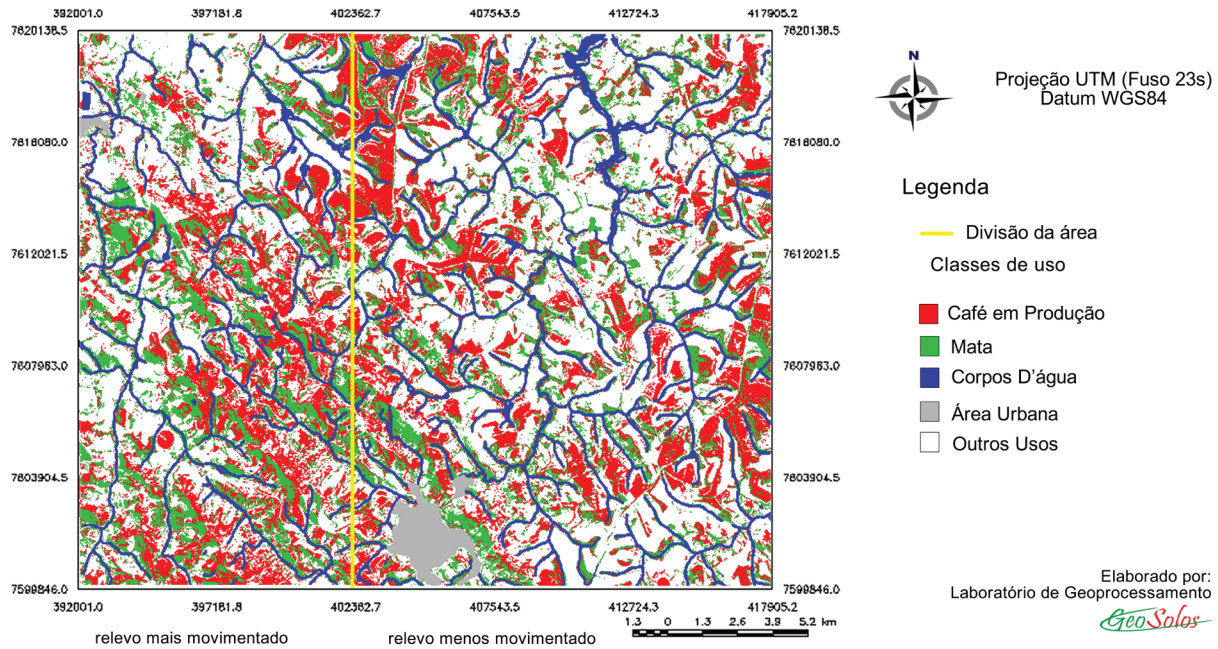 392001.0 397181.8 402362.7 407543.5 412724.3 417905.2
7620138.5 7620138.5
7618080.0 7618080.0
7612021.5 7612021.5
7607963.0 7607963.0
7603904.5 7603904.5
7599846.0 7599846.0
392001.0 397181.8 402362.7 407543.5 412724.3 417905.2
relevo mais movimentado
relevo menos movimentado
1.3 0 1.3 2.6 3.9 5.2 km
N
Projeção UTM (Fuso 23s)
Datum WGS84
Legenda
Divisão da área
Classes de uso
Café em Produção
Mata
Corpos D'água
Área Urbana
Outros Usos
Elaborado por:
Laboratório de Geoprocessamento
GeoSolos